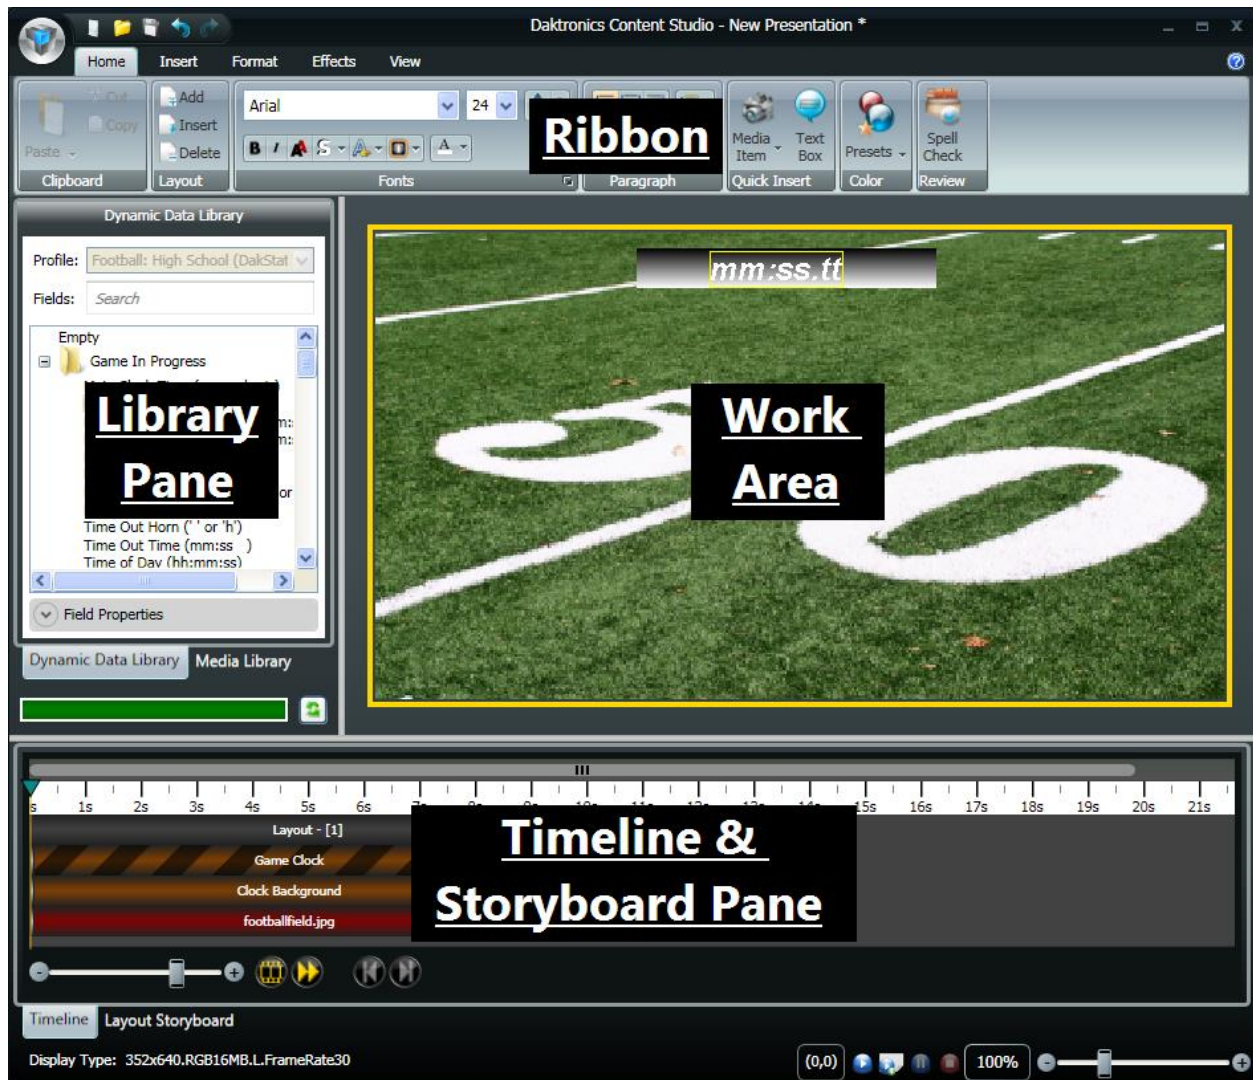 Daktronics Content Studio - New Presentation *
Home Insert Format Effects View
Paste Cut Copy
Add
Insert
Delete
Arial 24
B I A S A A
Media Item
Text Box
Presets
Spell Check
Clipboard Layout Fonts Paragraph Quick Insert Color Review
Ribbon
Dynamic Data Library
Profile: Football: High School (DakStat
Fields: Search
Empty
Game In Progress
Library
Pane
or
Time Out Horn (' ' or 'h')
Time Out Time (mm:ss )
Time of Day (hh:mm:ss)
Field Properties
Dynamic Data Library Media Library
mm:ss.tt
50
Work
Area
s 1s 2s 3s 4s 5s 6s 15s 16s 17s 18s 19s 20s 21s
Layout - [1]
Game Clock
Clock Background
footballfield.jpg
Timeline &
Storyboard Pane
Timeline Layout Storyboard
Display Type: 352x640.RGB16MB.L.FrameRate30
(0,0) 100%